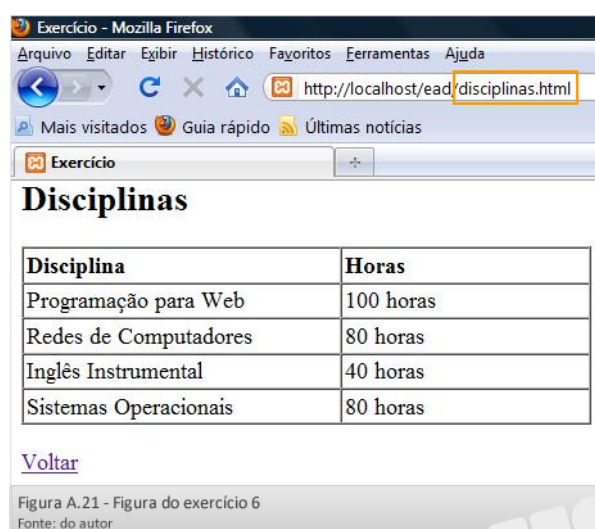 Exercício - Mozilla Firefox
Arquivo Editar Exibir Histórico Favoritos Ferramentas Ajuda
http://localhost/ead/disciplinas.html
Mais visitados Guia rápido Últimas notícias
Exercício
Disciplinas
Disciplina Horas
Programação para Web 100 horas
Redes de Computadores 80 horas
Inglês Instrumental 40 horas
Sistemas Operacionais 80 horas
Voltar
Figura A.21 - Figura do exercício 6
Fonte: do autor